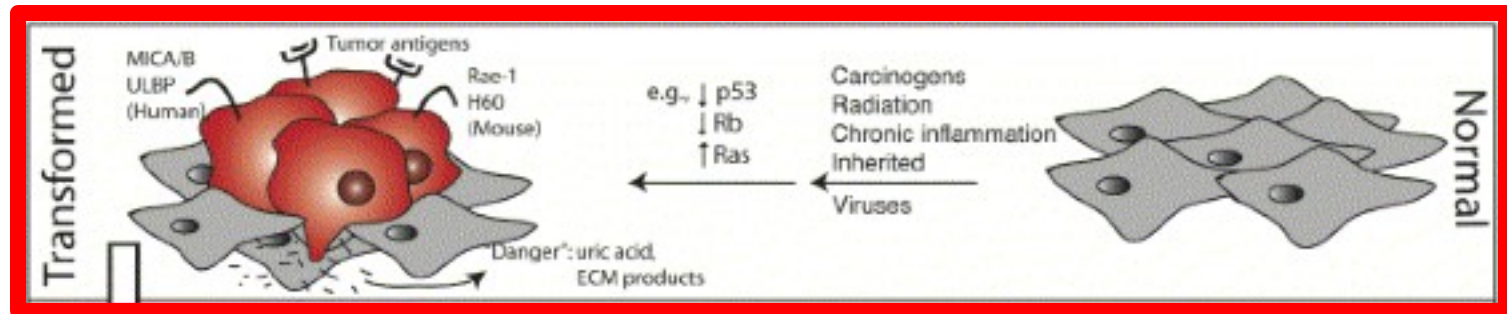 Transformed
MICA/B
ULBP
(Human)
Tumor antigens
Rae-1
H60
(Mouse)
"Danger": uric acid,
ECM products
e.g., ↓ p53
↓ Rb
↑ Ras
Carcinogens
Radiation
Chronic inflammation
Inherited
Viruses
Normal